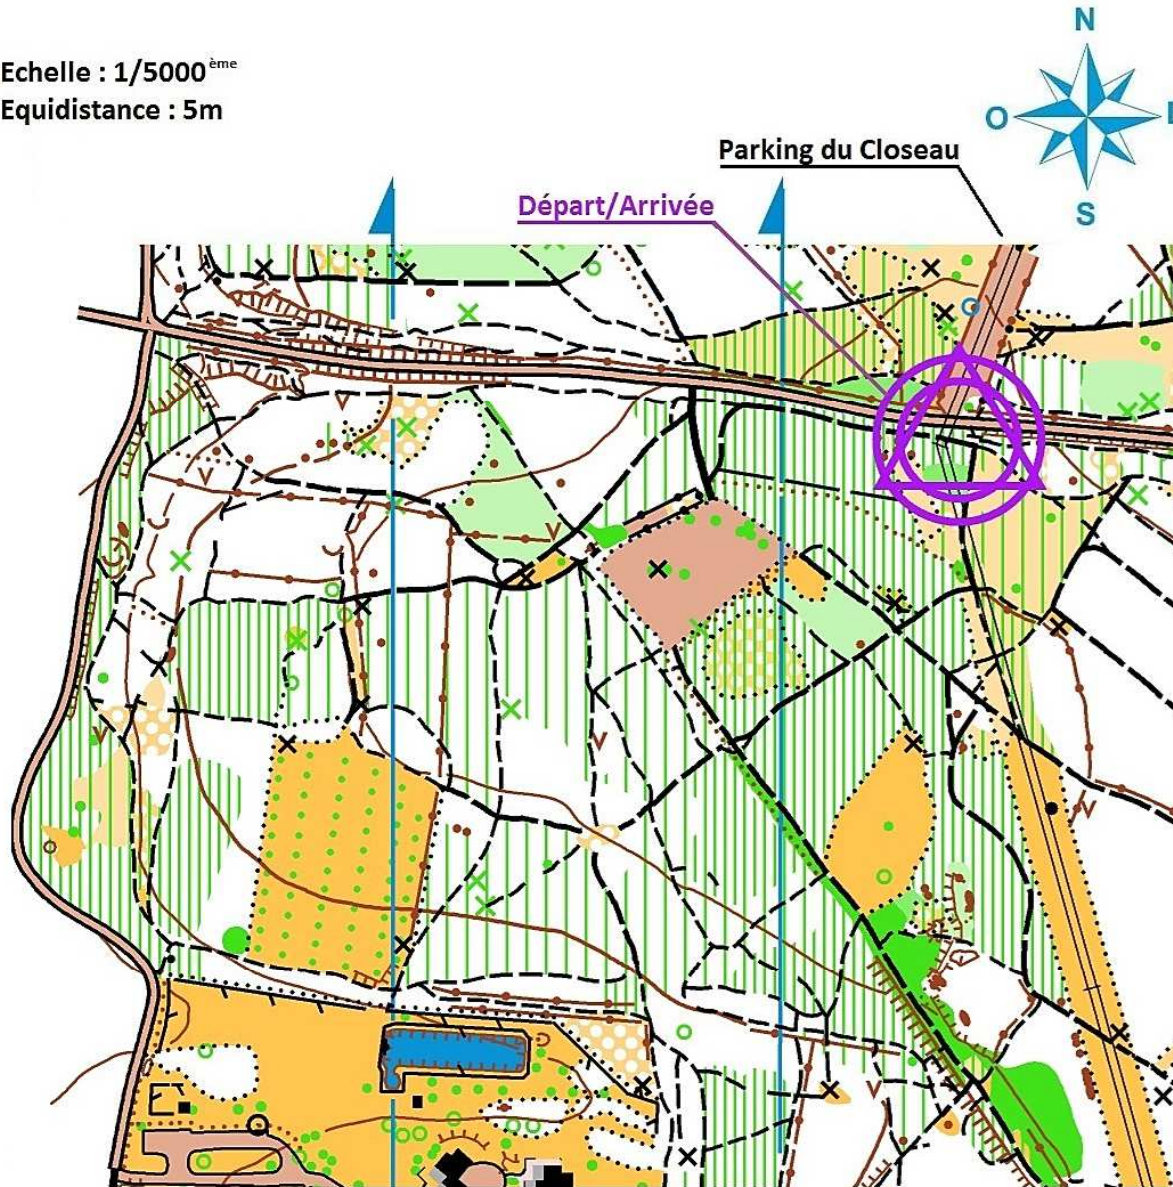 N
Echelle : 1/5000ème
Equidistance : 5m
O
Parking du Closeau
Départ/Arrivée
S